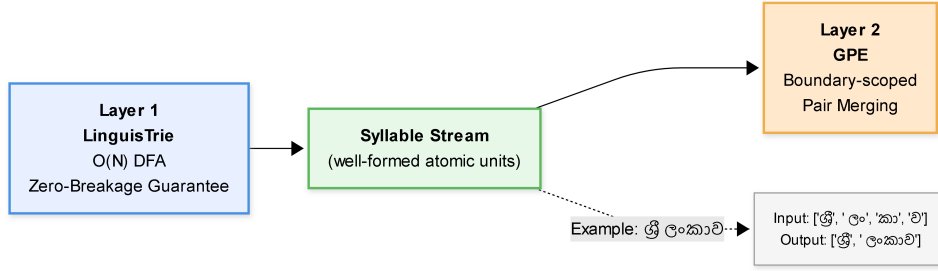 Layer 1
LinguisTrie
O(N) DFA
Zero-Breakage Guarantee
Syllable Stream
(well-formed atomic units)
Layer 2
GPE
Boundary-scoped
Pair Merging
Example: ශ්‍රී ලංකාව
Input: ['ශ්‍රී', ' ලං', 'කා', 'ව']
Output: ['ශ්‍රී', ' ලංකාව']